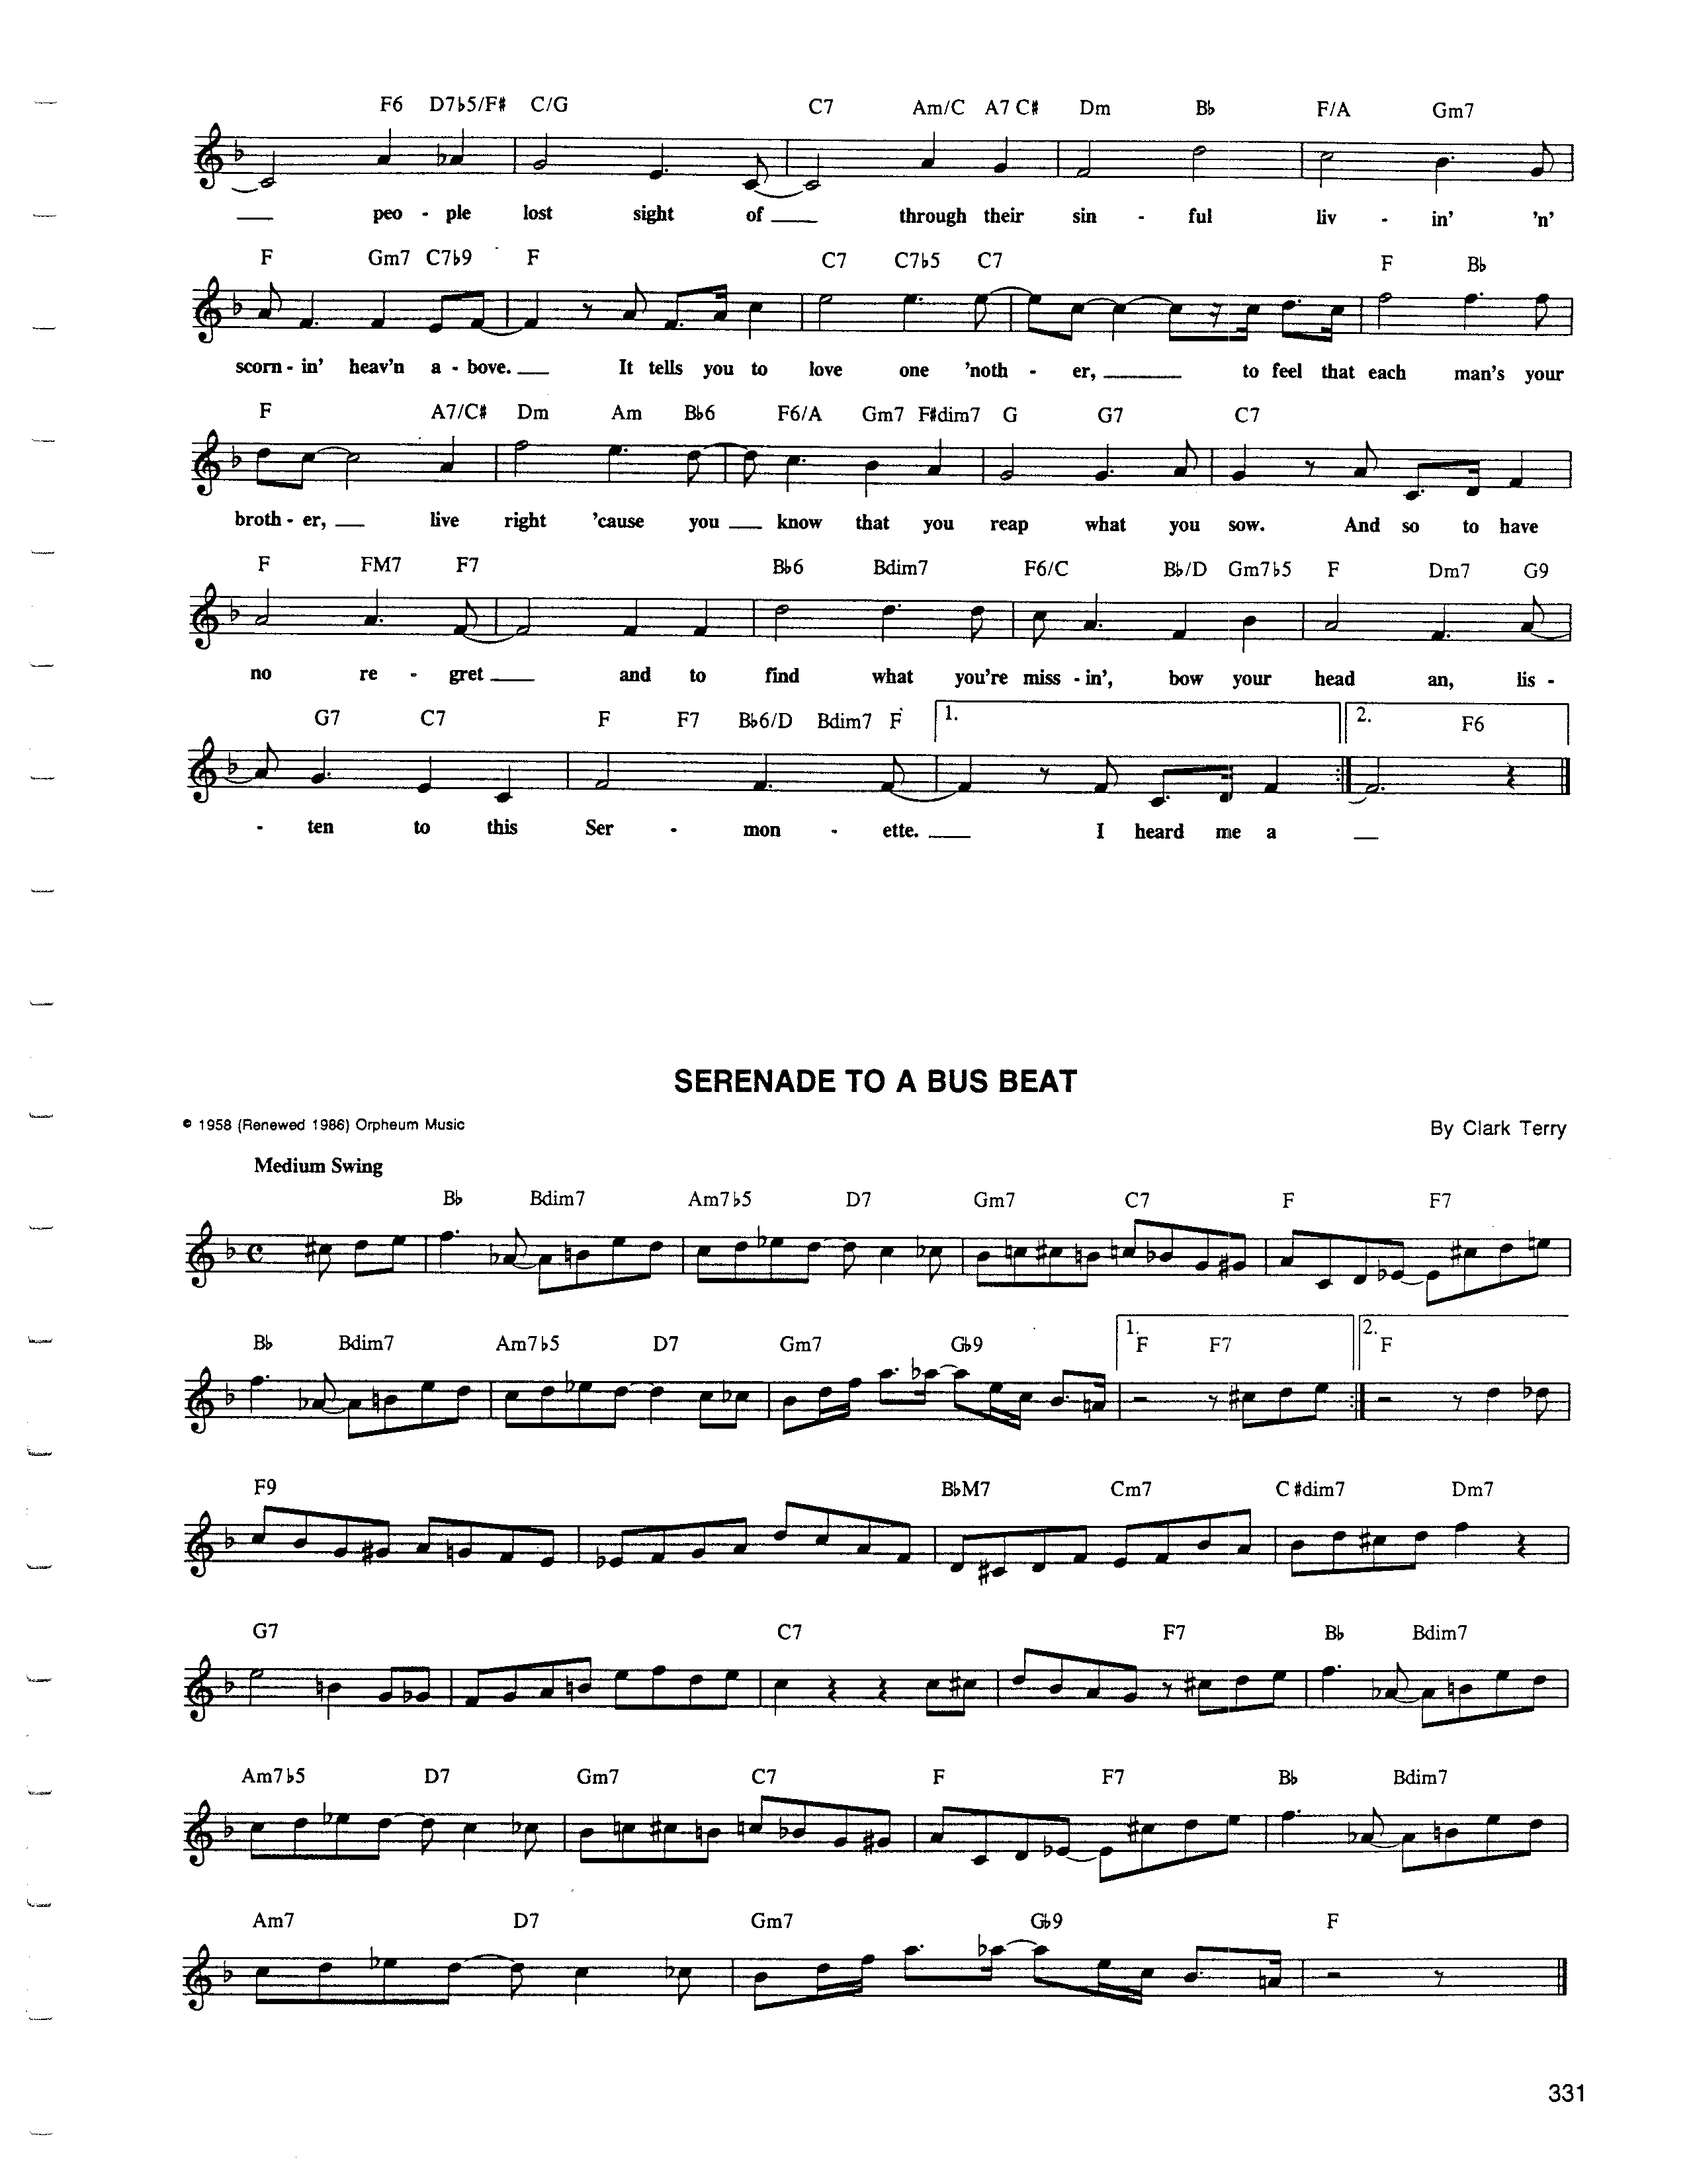 F6 D7♭5/F# C/G C7 Am/C A7 C# Dm B♭ F/A Gm7
— peo - ple lost sight of — through their sin - ful liv - in' 'n'
F Gm7 C7♭9 F C7 C7♭5 C7 F B♭
scorn - in' heav'n a - bove. — It tells you to love one 'noth - er, — to feel that each man's your
F A7/C# Dm Am B♭6 F6/A Gm7 F#dim7 G G7 C7
broth - er, — live right 'cause you — know that you reap what you sow. And so to have
F FM7 F7 B♭6 Bdim7 F6/C B♭/D Gm7♭5 F Dm7 G9
no re - gret — and to find what you're miss - in', bow your head an, lis -
G7 C7 F F7 B♭6/D Bdim7 F 1. 2. F6
- ten to this Ser - mon - ette. — I heard me a —
SERENADE TO A BUS BEAT
© 1958 (Renewed 1986) Orpheum Music
By Clark Terry
Medium Swing
B♭ Bdim7 Am7♭5 D7 Gm7 C7 F F7
B♭ Bdim7 Am7♭5 D7 Gm7 G♭9 1. F F7 2. F
F9 B♭M7 Cm7 C#dim7 Dm7
G7 C7 F7 B♭ Bdim7
Am7♭5 D7 Gm7 C7 F F7 B♭ Bdim7
Am7 D7 Gm7 G♭9 F
331